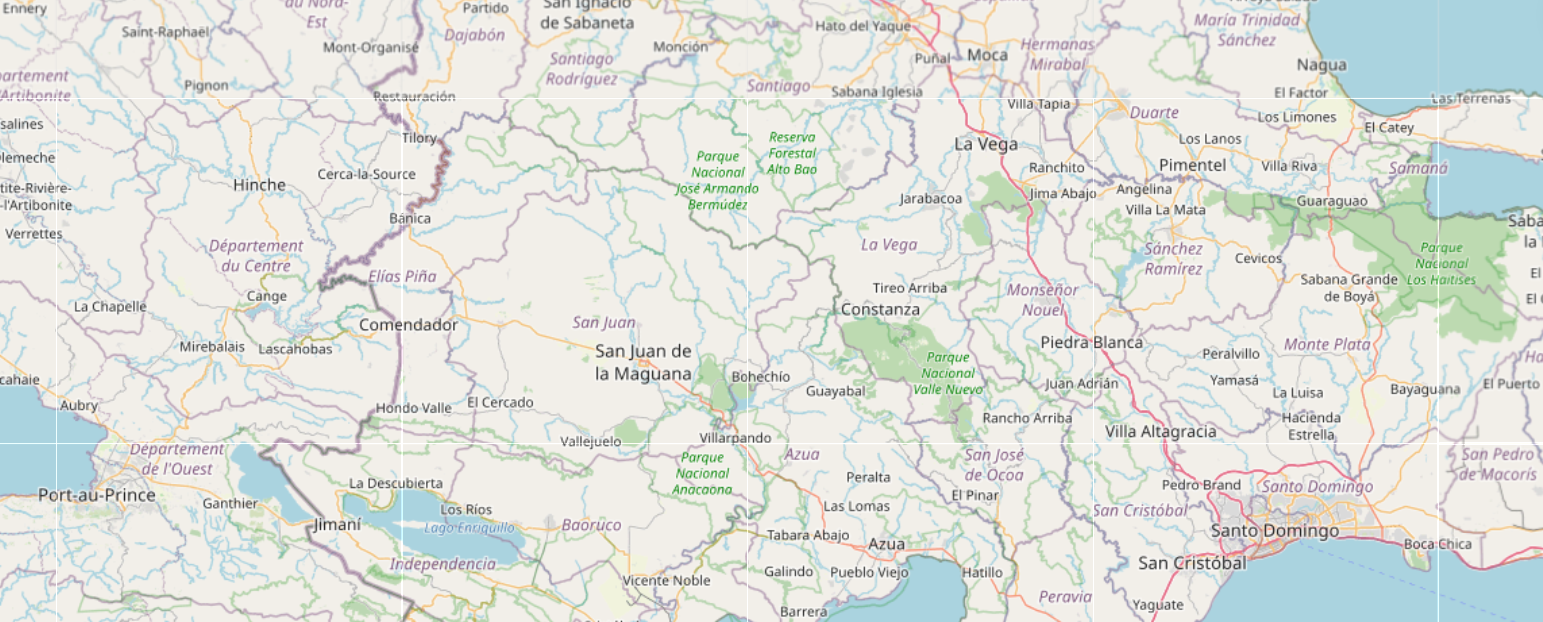 Ennery
du Nord-
Est
Partido
San Ignacio
de Sabaneta
Saint-Raphaël
Mont-Organisé
Dajabón
Monción
Hato del Yaque
María Trinidad
Sánchez
Puñal
Moca
Hermanas
Mirabal
Nagua
Santiago
Rodríguez
partement
l'Artibonite
Pignon
Restauración
Santiago
Sabana Iglesia
Villa Tapia
Duarte
El Factor
Las Terrenas
Los Limones
El Catey
salines
Tilory
La Vega
Los Lanos
Reserva
Forestal
Alto Bao
Parque
Nacional
José Armando
Bermúdez
Hinche
Cerca-la-Source
Ranchito
Pimentel
Villa Riva
Samaná
tite-Rivière-
-l'Artibonite
Jarabacoa
Jima Abajo
Angelina
Villa La Mata
Guaraguao
Bánica
Verrettes
Département
du Centre
La Vega
Sánchez
Ramírez
Cevicos
Parque
Nacional
Los Haitises
Elías Piña
Cange
La Chapelle
Tireo Arriba
Constanza
Monseñor
Nouel
Sabana Grande
de Boyá
Comendador
San Juan
Mirebalais
Lascahobas
San Juan de
la Maguana
Piedra Blanca
Monte Plata
Peralvillo
Parque
Nacional
Valle Nuevo
Bohechío
Guayabal
Juan Adrián
Yamasá
La Luisa
Bayaguana
El Puerto
Aubry
Hondo Valle
El Cercado
Rancho Arriba
Hacienda
Estrella
Villa Altagracia
Vallejuelo
Villarpando
Département
de l'Ouest
Azua
San José
de Ocoa
San Pedro
de Macorís
Parque
Nacional
Anacaona
Peralta
Port-au-Prince
Ganthier
La Descubierta
El Pinar
Pedro Brand
Santo Domingo
Los Ríos
Las Lomas
San Cristóbal
Jimaní
Lago Enriquillo
Baoruco
Tabara Abajo
Azua
Santo Domingo
Boca Chica
Independencia
San Cristóbal
Vicente Noble
Galindo
Pueblo Viejo
Hatillo
Peravia
Yaguate
Barrera